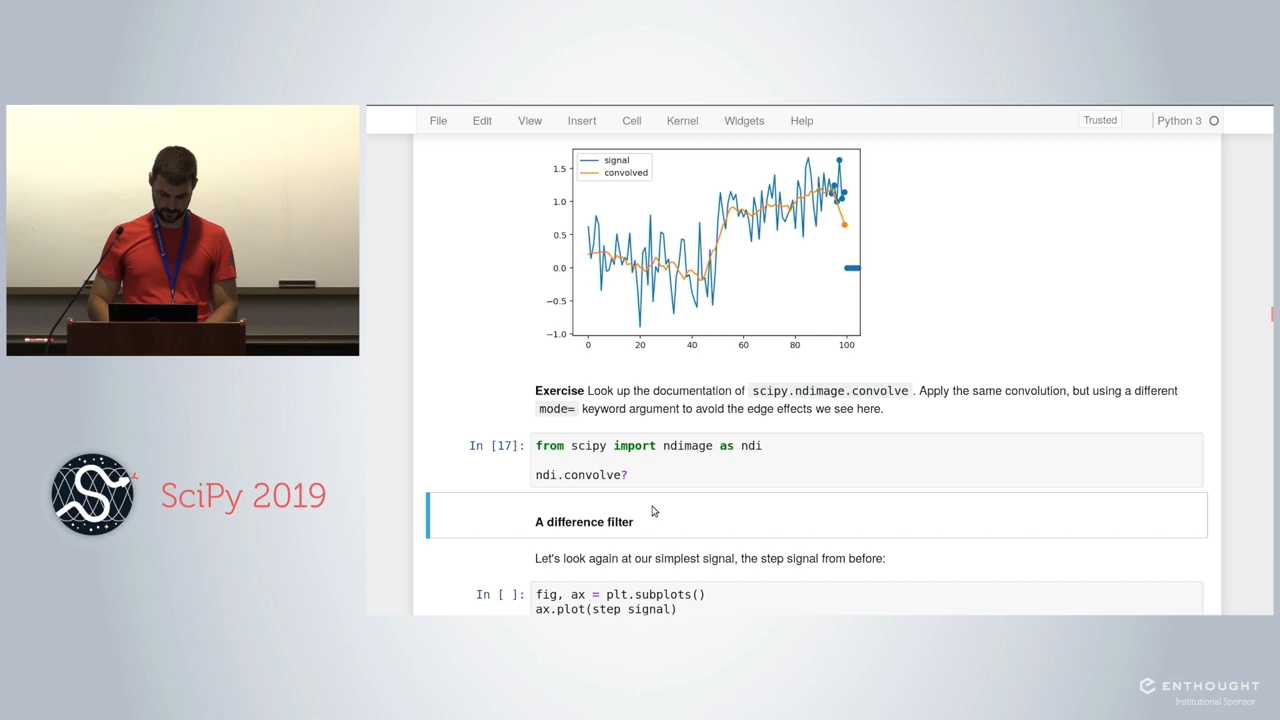 File Edit View Insert Cell Kernel Widgets Help Trusted Python 3
signal
convolved
1.5
1.0
0.5
0.0
−0.5
−1.0
0 20 40 60 80 100
Exercise Look up the documentation of scipy.ndimage.convolve . Apply the same convolution, but using a different
mode= keyword argument to avoid the edge effects we see here.
In [17]: from scipy import ndimage as ndi
ndi.convolve?
A difference filter
Let's look again at our simplest signal, the step signal from before:
In [ ]: fig, ax = plt.subplots()
ax.plot(step signal)
SciPy 2019
ENTHOUGHT
Institutional Sponsor